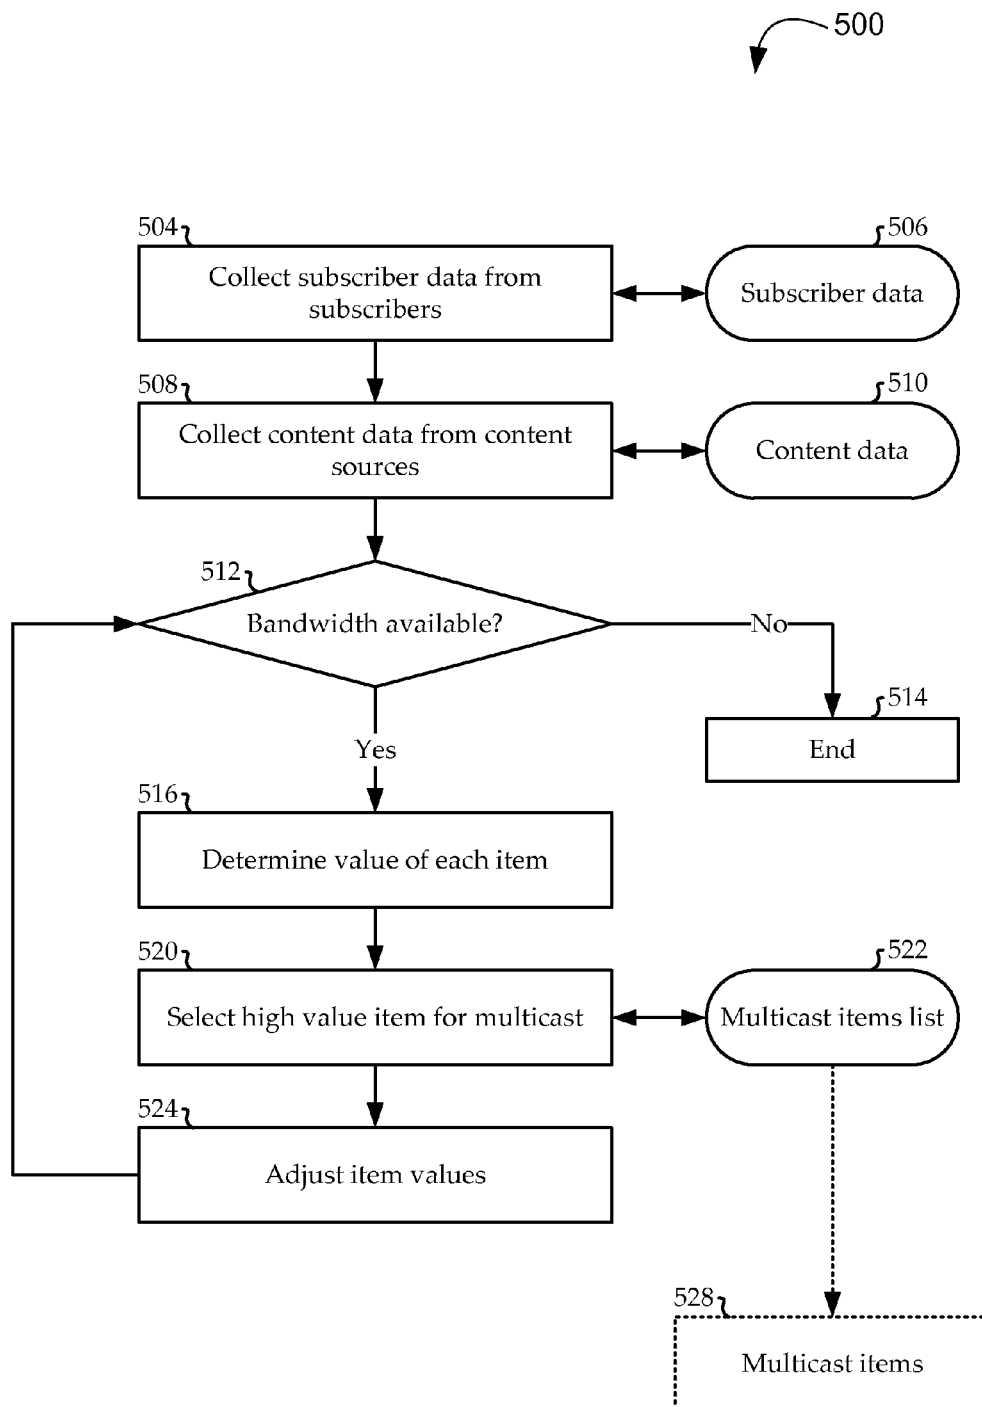 500
504
Collect subscriber data from
subscribers
506
Subscriber data
508
Collect content data from content
sources
510
Content data
512
Bandwidth available?
No
514
End
Yes
516
Determine value of each item
520
Select high value item for multicast
522
Multicast items list
524
Adjust item values
528
Multicast items